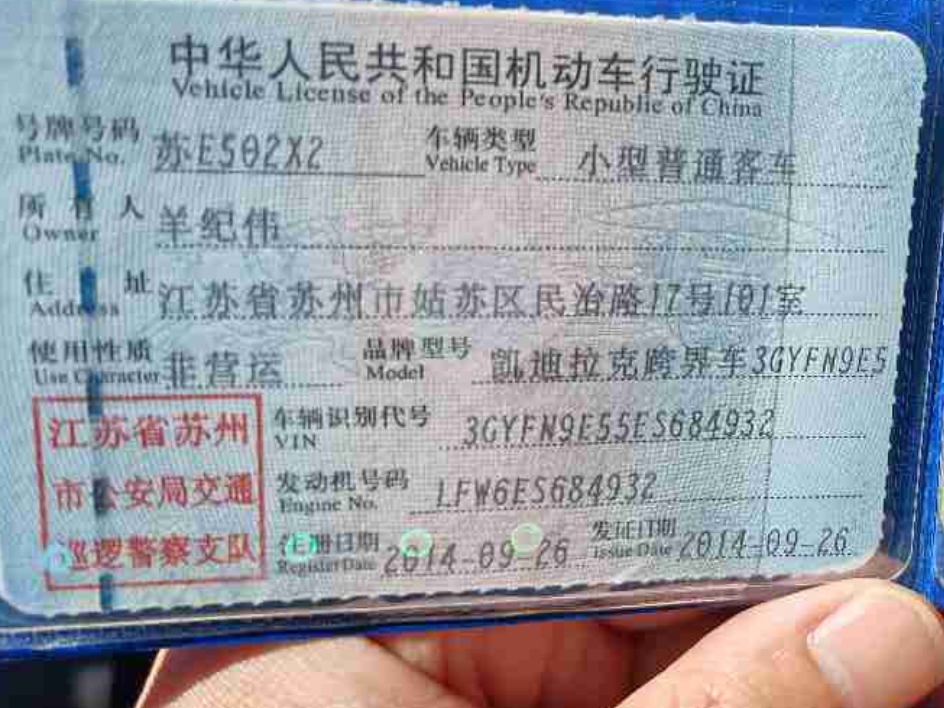 中华人民共和国机动车行驶证
Vehicle License of the People's Republic of China
号牌号码 苏E502X2 车辆类型 小型普通客车
Plate No. Vehicle Type
所有人 羊纪伟
Owner
住址 江苏省苏州市姑苏区民治路17号101室
Address
使用性质 非营运 品牌型号 凯迪拉克跨界车3GYFN9E5
Use Character Model
江苏省苏州 车辆识别代号 3GYFN9E55ES684932
VIN
市公安局交通 发动机号码 LFW6ES684932
Engine No.
巡逻警察支队 注册日期 2014-09-26 发证日期 2014-09-26
Register Date Issue Date